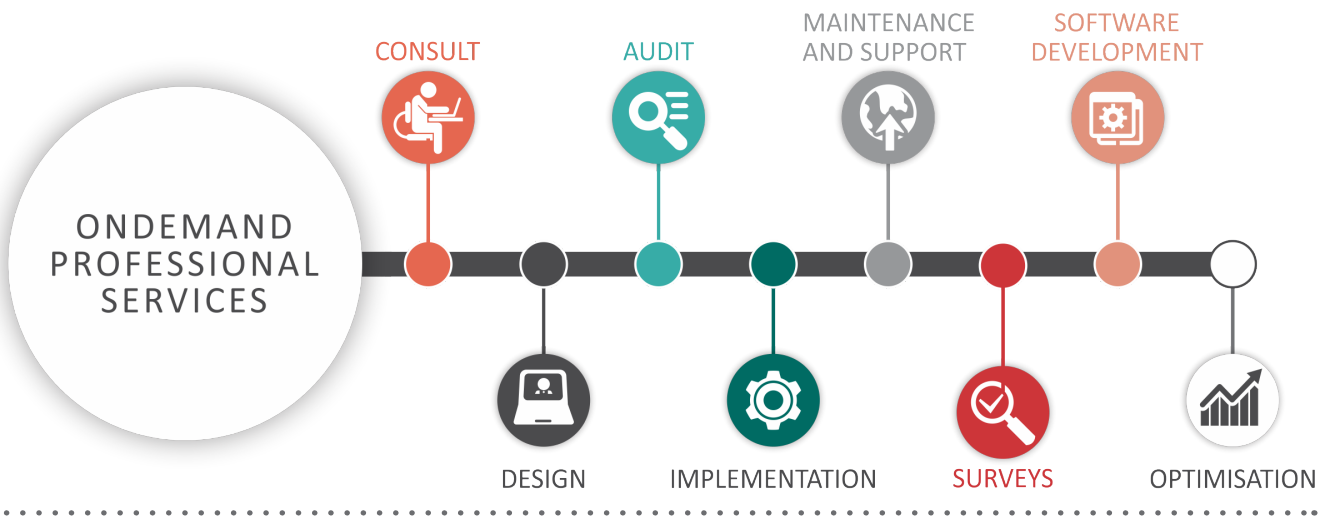 ONDEMAND
PROFESSIONAL
SERVICES
CONSULT
DESIGN
AUDIT
IMPLEMENTATION
MAINTENANCE
AND SUPPORT
SURVEYS
SOFTWARE
DEVELOPMENT
OPTIMISATION